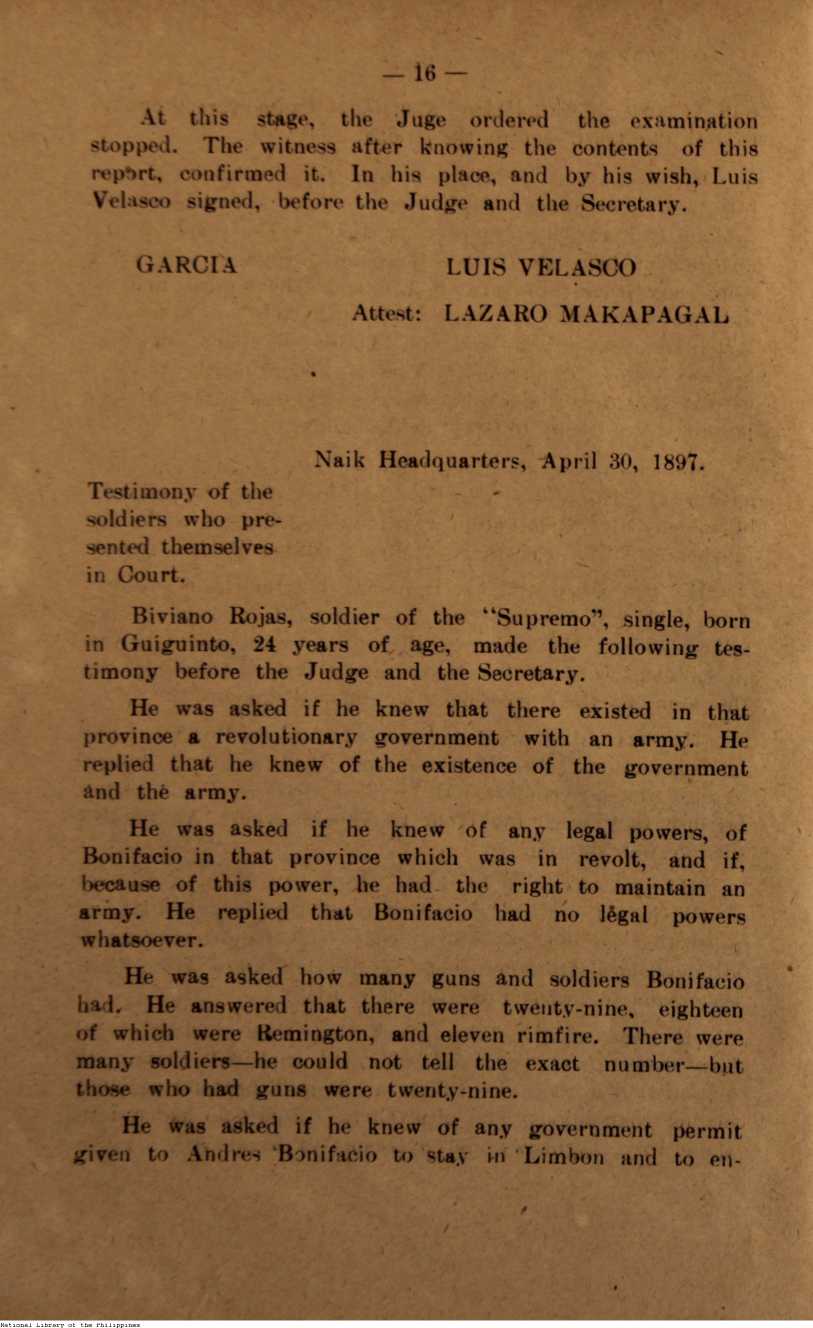 — 16 —
At this stage, the Juge ordered the examination
stopped. The witness after knowing the contents of this
report, confirmed it. In his place, and by his wish, Luis
Velasco signed, before the Judge and the Secretary.
GARCIA LUIS VELASCO
Attest: LAZARO MAKAPAGAL
Naik Headquarters, April 30, 1897.
Testimony of the
soldiers who pre-
sented themselves
in Court.
Biviano Rojas, soldier of the "Supremo", single, born
in Guiguinto, 24 years of age, made the following tes-
timony before the Judge and the Secretary.
He was asked if he knew that there existed in that
province a revolutionary government with an army. He
replied that he knew of the existence of the government
and the army.
He was asked if he knew of any legal powers, of
Bonifacio in that province which was in revolt, and if,
because of this power, he had the right to maintain an
army. He replied that Bonifacio had no legal powers
whatsoever.
He was asked how many guns and soldiers Bonifacio
had. He answered that there were twenty-nine, eighteen
of which were Remington, and eleven rimfire. There were
many soldiers—he could not tell the exact number—but
those who had guns were twenty-nine.
He was asked if he knew of any government permit
given to Andres Bonifacio to stay in Limbon and to en-
National Library of the Philippines